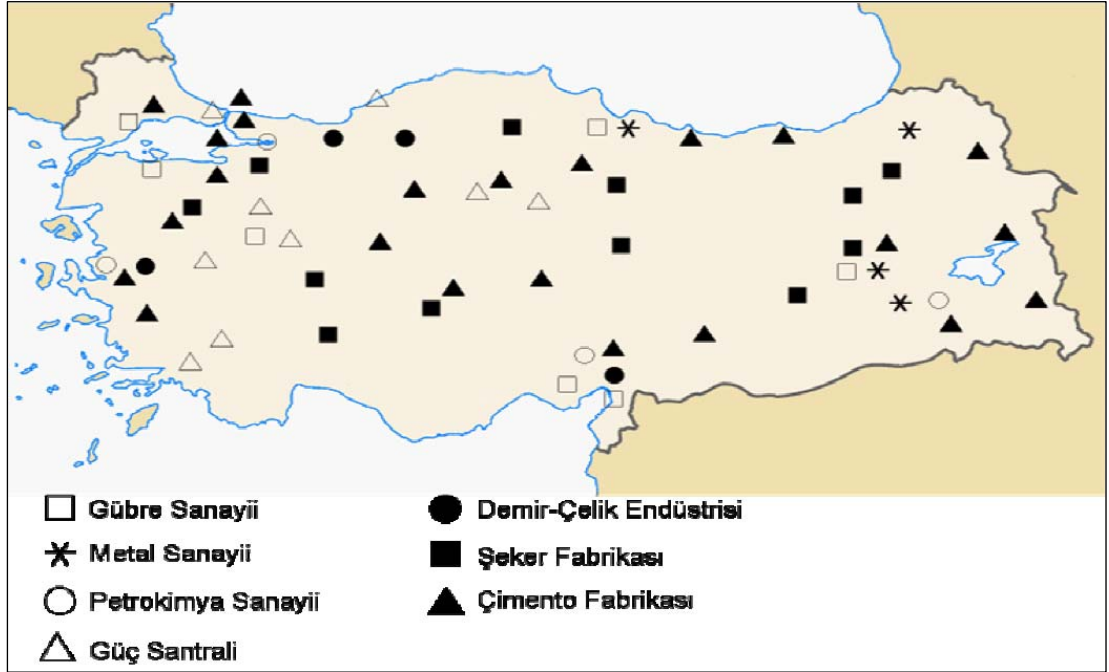 Gübre Sanayii
Metal Sanayii
Petrokimya Sanayii
Güç Santrali
Demir-Çelik Endüstrisi
Şeker Fabrikası
Çimento Fabrikası